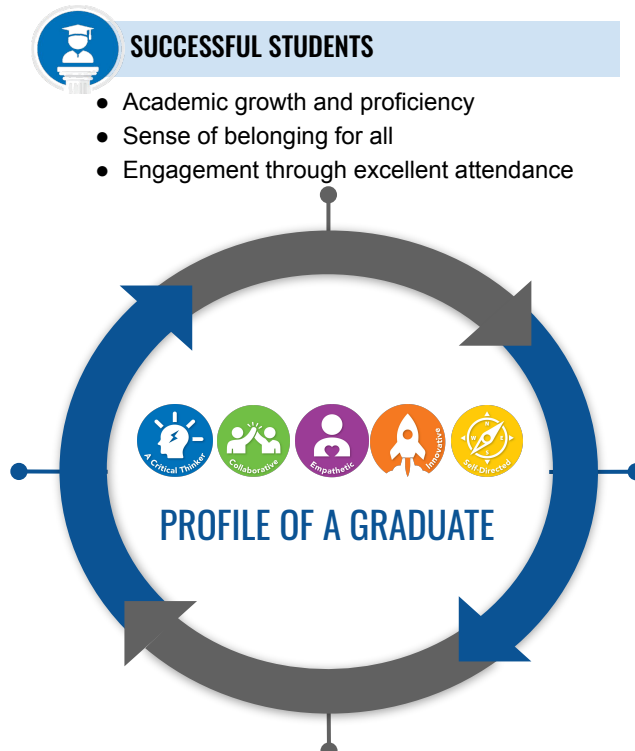 SUCCESSFUL STUDENTS
● Academic growth and proficiency
● Sense of belonging for all
● Engagement through excellent attendance
A Critical Thinker
Collaborative
Empathetic
Innovative
N
W E
S
Self-Directed
PROFILE OF A GRADUATE